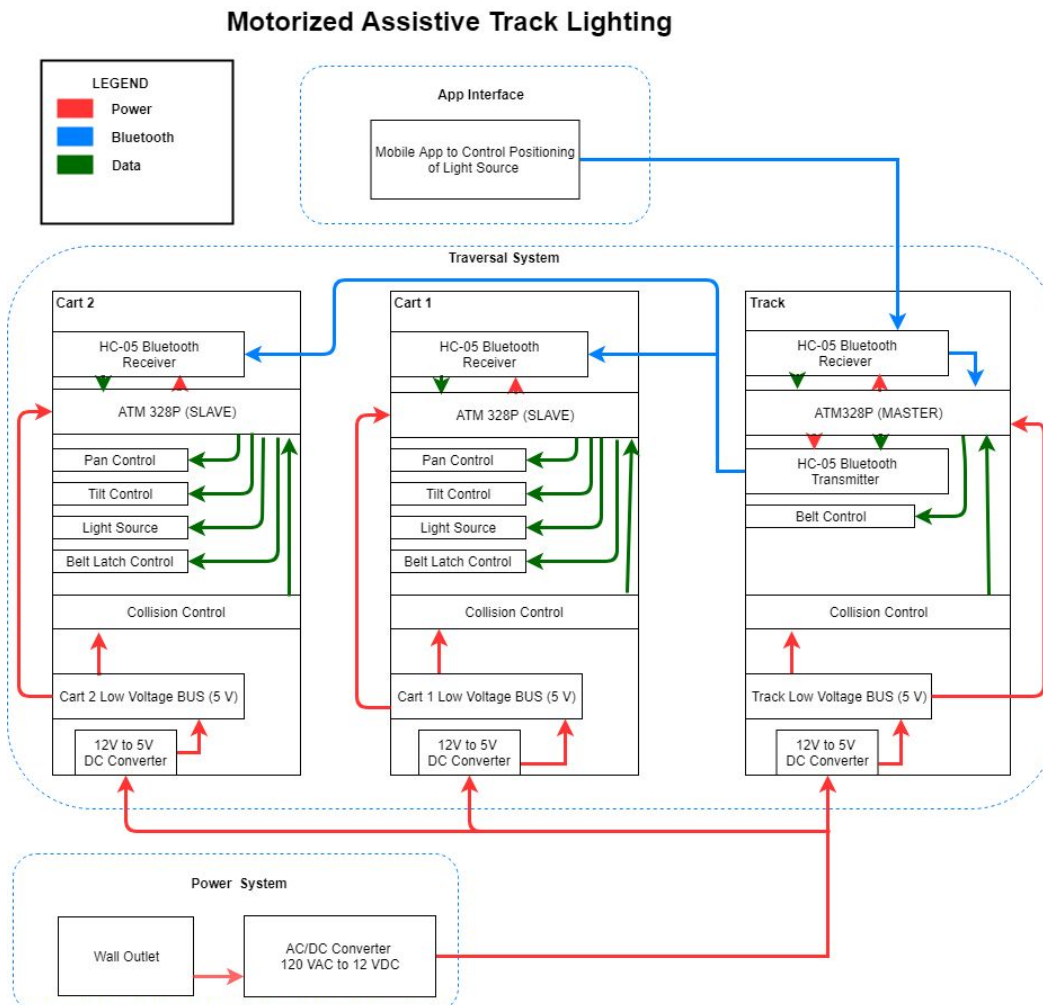 Motorized Assistive Track Lighting
LEGEND
Power
Bluetooth
Data
App Interface
Mobile App to Control Positioning
of Light Source
Traversal System
Cart 2
HC-05 Bluetooth
Receiver
ATM 328P (SLAVE)
Pan Control
Tilt Control
Light Source
Belt Latch Control
Collision Control
Cart 2 Low Voltage BUS (5 V)
12V to 5V
DC Converter
Cart 1
HC-05 Bluetooth
Receiver
ATM 328P (SLAVE)
Pan Control
Tilt Control
Light Source
Belt Latch Control
Collision Control
Cart 1 Low Voltage BUS (5 V)
12V to 5V
DC Converter
Track
HC-05 Bluetooth
Reciever
ATM328P (MASTER)
HC-05 Bluetooth
Transmitter
Belt Control
Collision Control
Track Low Voltage BUS (5 V)
12V to 5V
DC Converter
Power System
Wall Outlet
AC/DC Converter
120 VAC to 12 VDC